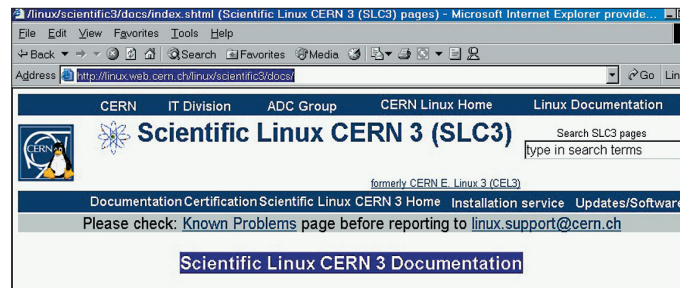 /linux/scientific3/docs/index.shtml (Scientific Linux CERN 3 (SLC3) pages) - Microsoft Internet Explorer provide...
File Edit View Favorites Tools Help
Back Search Favorites Media
Address http://linux.web.cern.ch/linux/scientific3/docs/ Go Lin
CERN IT Division ADC Group CERN Linux Home Linux Documentation
CERN Scientific Linux CERN 3 (SLC3) Search SLC3 pages
type in search terms
formerly CERN E. Linux 3 (CEL3)
Documentation Certification Scientific Linux CERN 3 Home Installation service Updates/Software
Please check: Known Problems page before reporting to linux.support@cern.ch
Scientific Linux CERN 3 Documentation